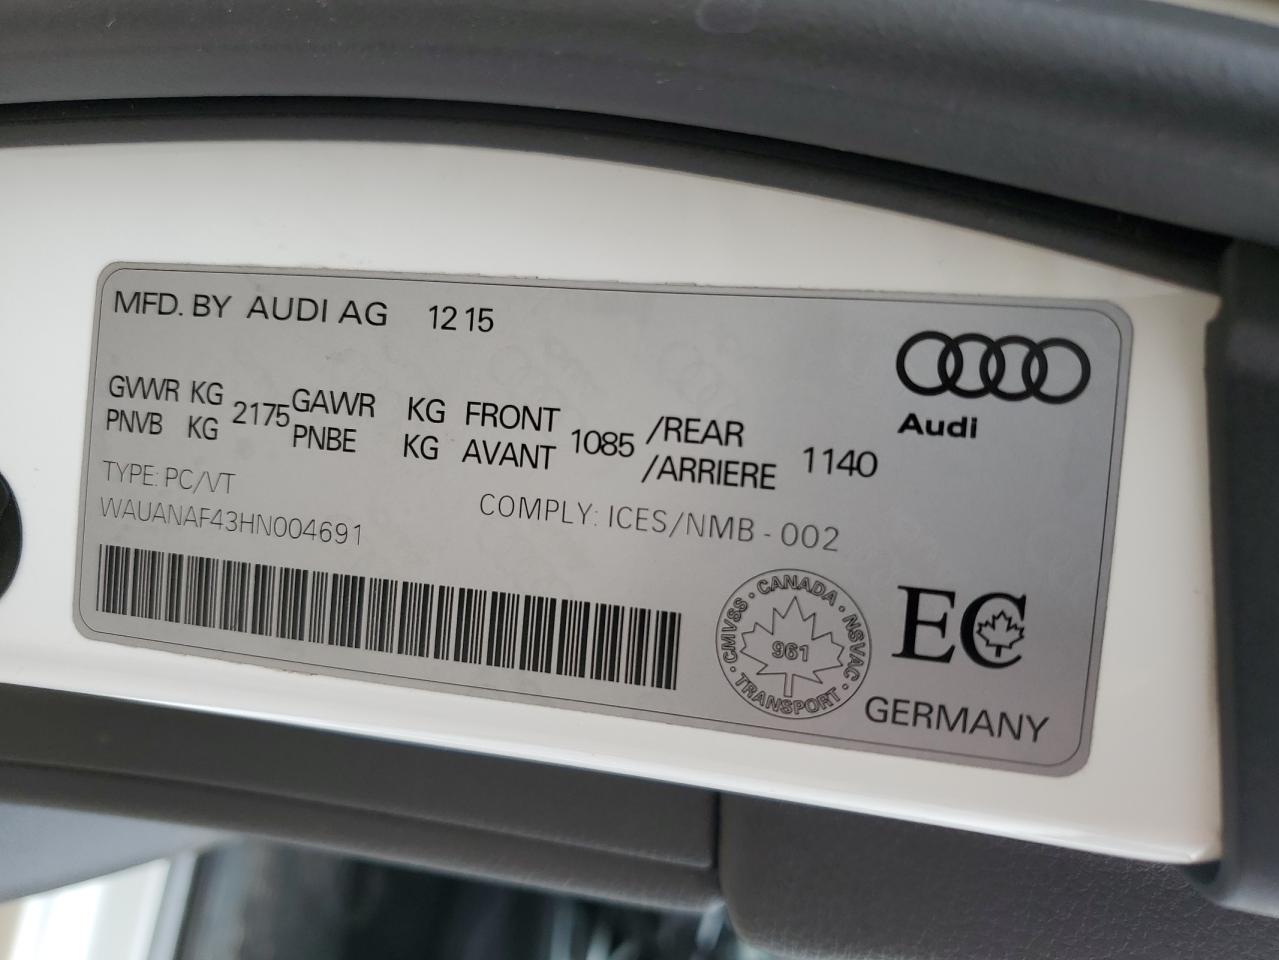 MFD. BY AUDI AG 12 15
GVWR KG 2175 GAWR KG FRONT 1085 /REAR 1140
PNVB KG PNBE KG AVANT /ARRIERE
Audi
TYPE: PC/VT
COMPLY: ICES/NMB - 002
WAUANAF43HN004691
· CANADA · NSVAC · TRANSPORT · CMVSS
961
EC
GERMANY